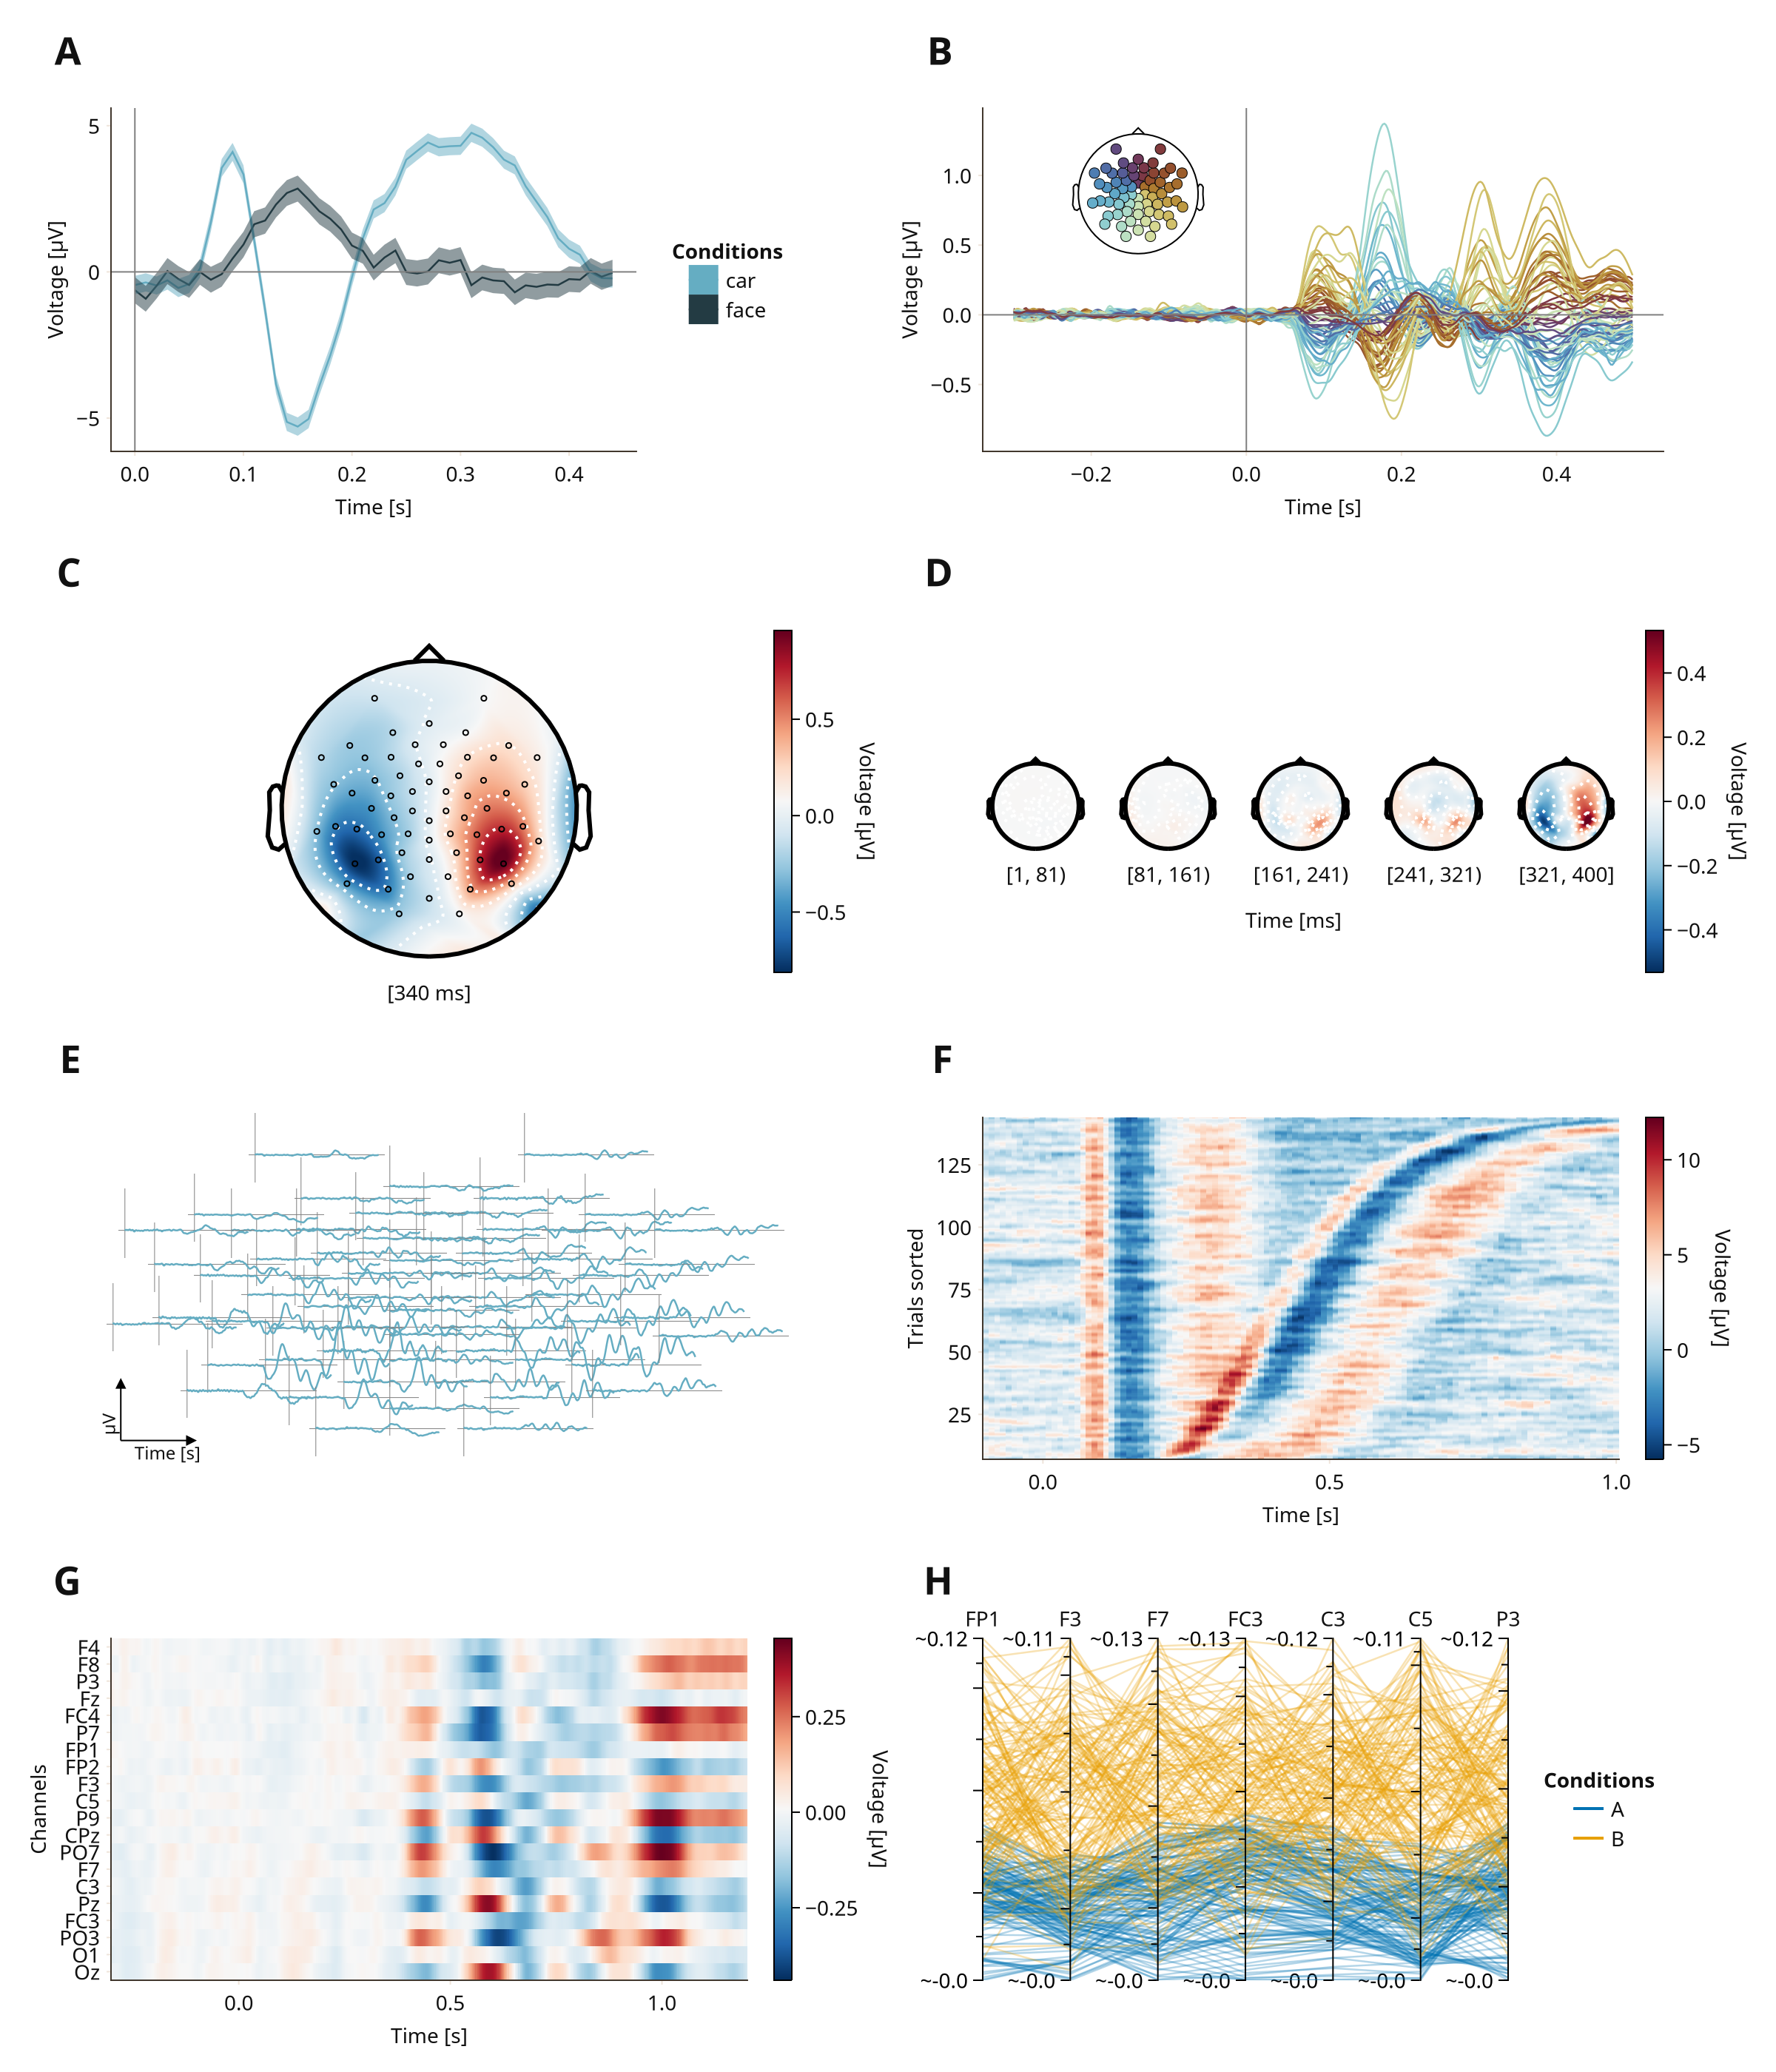 A
5
0
−5
Voltage [µV]
0.0 0.1 0.2 0.3 0.4
Time [s]
Conditions
car
face
B
1.0
0.5
0.0
−0.5
Voltage [µV]
−0.2 0.0 0.2 0.4
Time [s]
C
0.5
0.0
−0.5
Voltage [µV]
[340 ms]
D
[1, 81) [81, 161) [161, 241) [241, 321) [321, 400]
Time [ms]
0.4
0.2
0.0
−0.2
−0.4
Voltage [µV]
E
µV
Time [s]
F
125
100
75
50
25
Trials sorted
0.0 0.5 1.0
Time [s]
10
5
0
−5
Voltage [µV]
G
F4
F8
P3
Fz
FC4
P7
FP1
FP2
F3
C5
P9
CPz
PO7
F7
C3
Pz
FC3
PO3
O1
Oz
Channels
0.0 0.5 1.0
Time [s]
0.25
0.00
−0.25
Voltage [µV]
H
FP1 F3 F7 FC3 C3 C5 P3
~0.12 ~0.11 ~0.13 ~0.13 ~0.12 ~0.11 ~0.12
~-0.0 ~-0.0 ~-0.0 ~-0.0 ~-0.0 ~-0.0 ~-0.0
Conditions
A
B